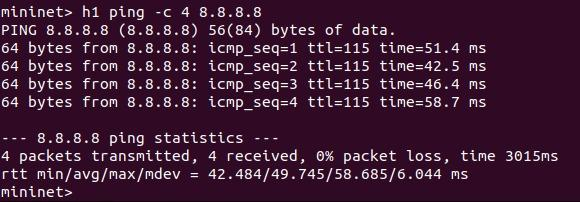 mininet> h1 ping -c 4 8.8.8.8
PING 8.8.8.8 (8.8.8.8) 56(84) bytes of data.
64 bytes from 8.8.8.8: icmp_seq=1 ttl=115 time=51.4 ms
64 bytes from 8.8.8.8: icmp_seq=2 ttl=115 time=42.5 ms
64 bytes from 8.8.8.8: icmp_seq=3 ttl=115 time=46.4 ms
64 bytes from 8.8.8.8: icmp_seq=4 ttl=115 time=58.7 ms
--- 8.8.8.8 ping statistics ---
4 packets transmitted, 4 received, 0% packet loss, time 3015ms
rtt min/avg/max/mdev = 42.484/49.745/58.685/6.044 ms
mininet>